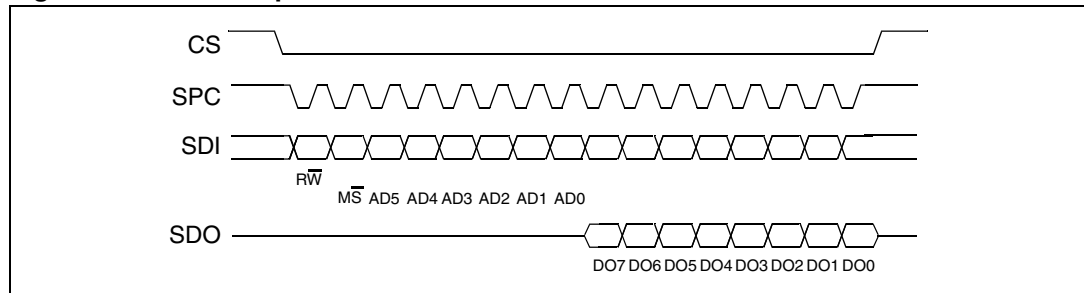 CS
SPC
SDI
RW̅
MS̅ AD5 AD4 AD3 AD2 AD1 AD0
SDO
DO7 DO6 DO5 DO4 DO3 DO2 DO1 DO0